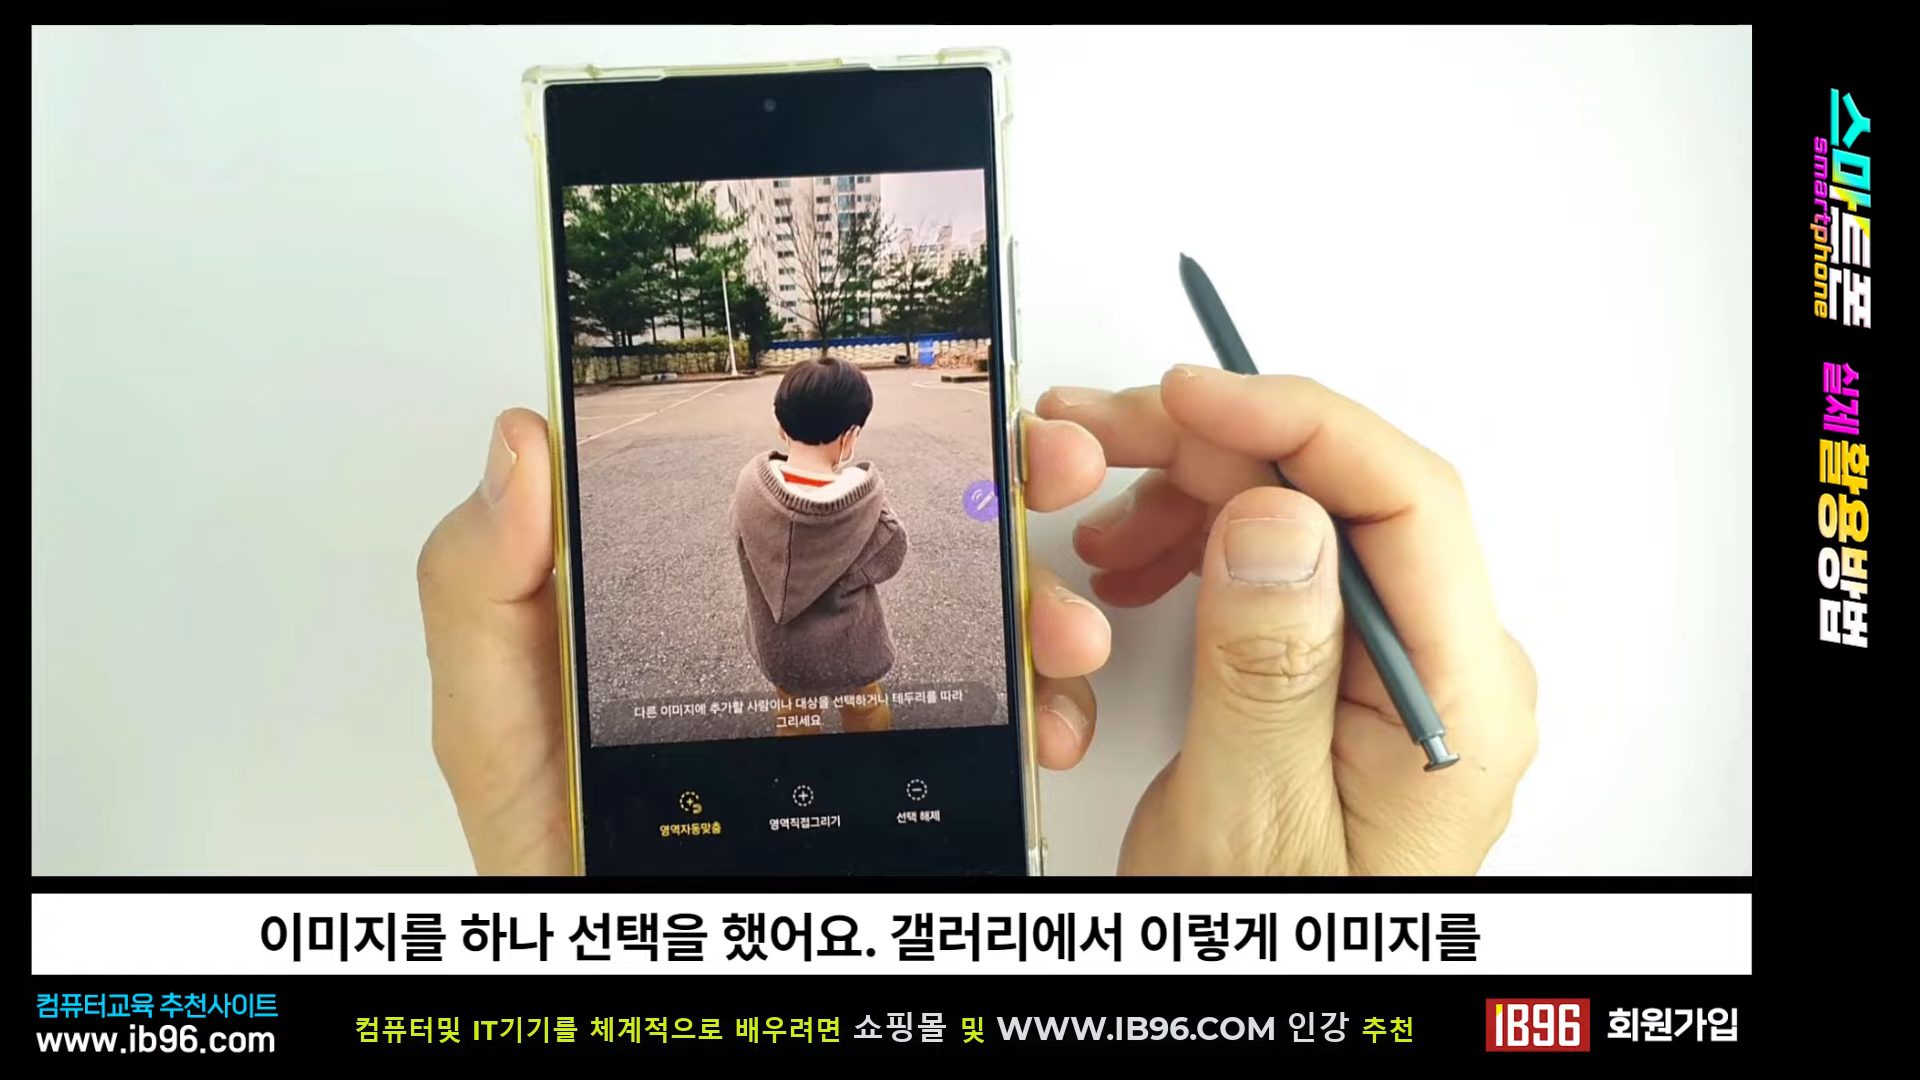 다른 이미지에 추가할 사람이나 대상을 선택하거나 테두리를 따라
그리세요.
영역자동맞춤
영역직접그리기
선택 해제
스마트폰
smartphone
실제활용방법
이미지를 하나 선택을 했어요. 갤러리에서 이렇게 이미지를
컴퓨터교육 추천사이트
www.ib96.com
컴퓨터및 IT기기를 체계적으로 배우려면 쇼핑몰 및 WWW.IB96.COM 인강 추천
IB96 회원가입